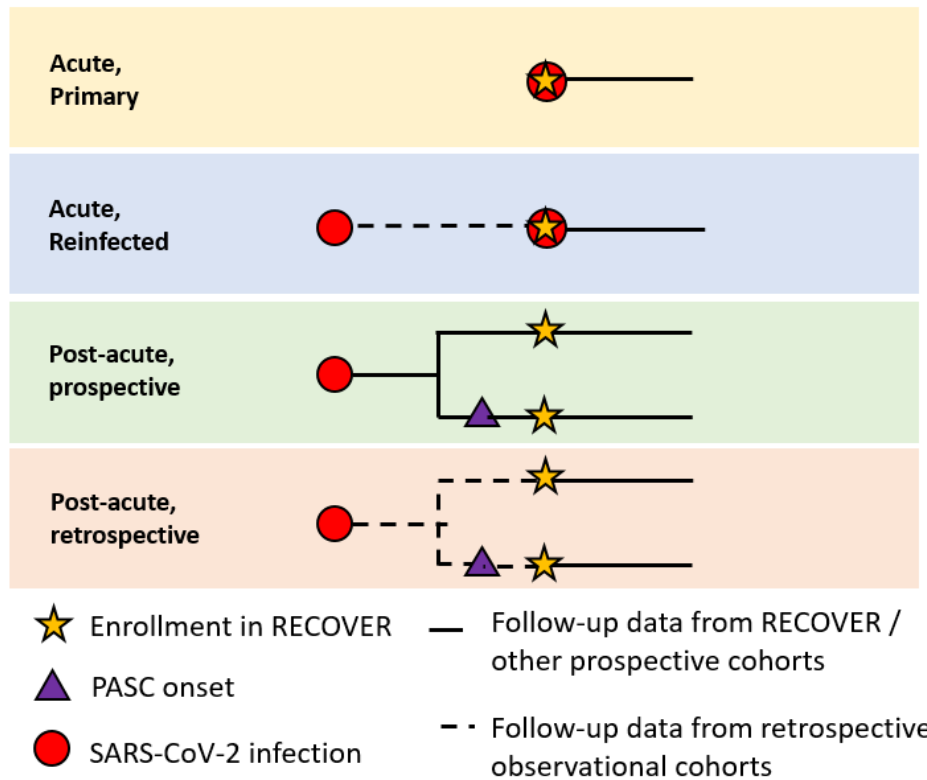 Acute,
Primary
Acute,
Reinfected
Post-acute,
prospective
Post-acute,
retrospective
Enrollment in RECOVER
PASC onset
SARS-CoV-2 infection
Follow-up data from RECOVER /
other prospective cohorts
Follow-up data from retrospective
observational cohorts